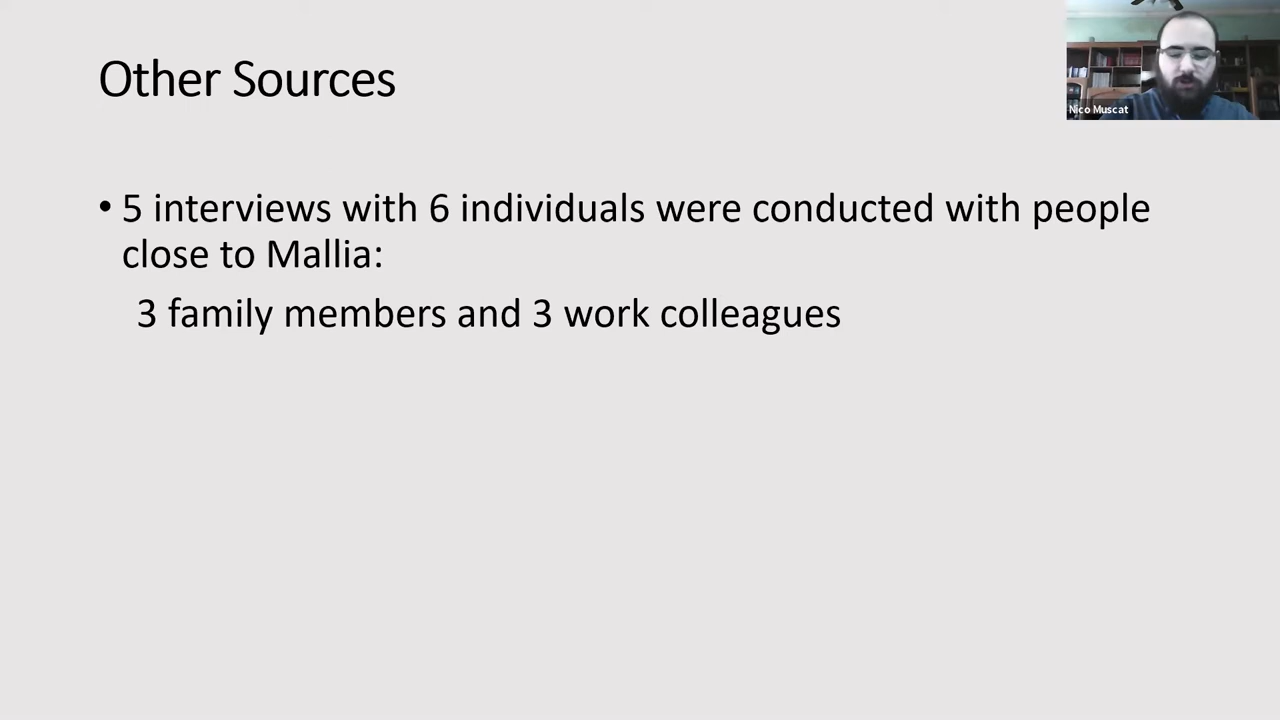 Other Sources
Nico Muscat
• 5 interviews with 6 individuals were conducted with people
close to Mallia:
3 family members and 3 work colleagues